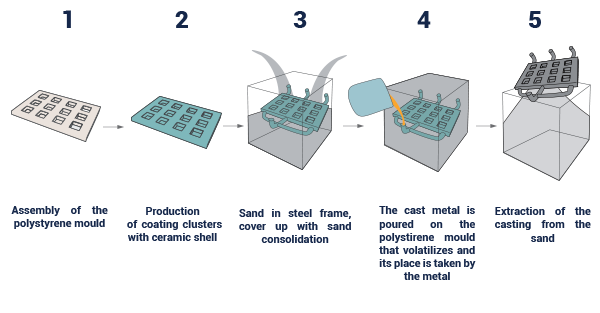 1
2
3
4
5
Assembly of the
polystyrene mould
Production
of coating clusters
with ceramic shell
Sand in steel frame,
cover up with sand
consolidation
The cast metal is
poured on the
polystirene mould
that volatilizes and
its place is taken by
the metal
Extraction of the
casting from the
sand